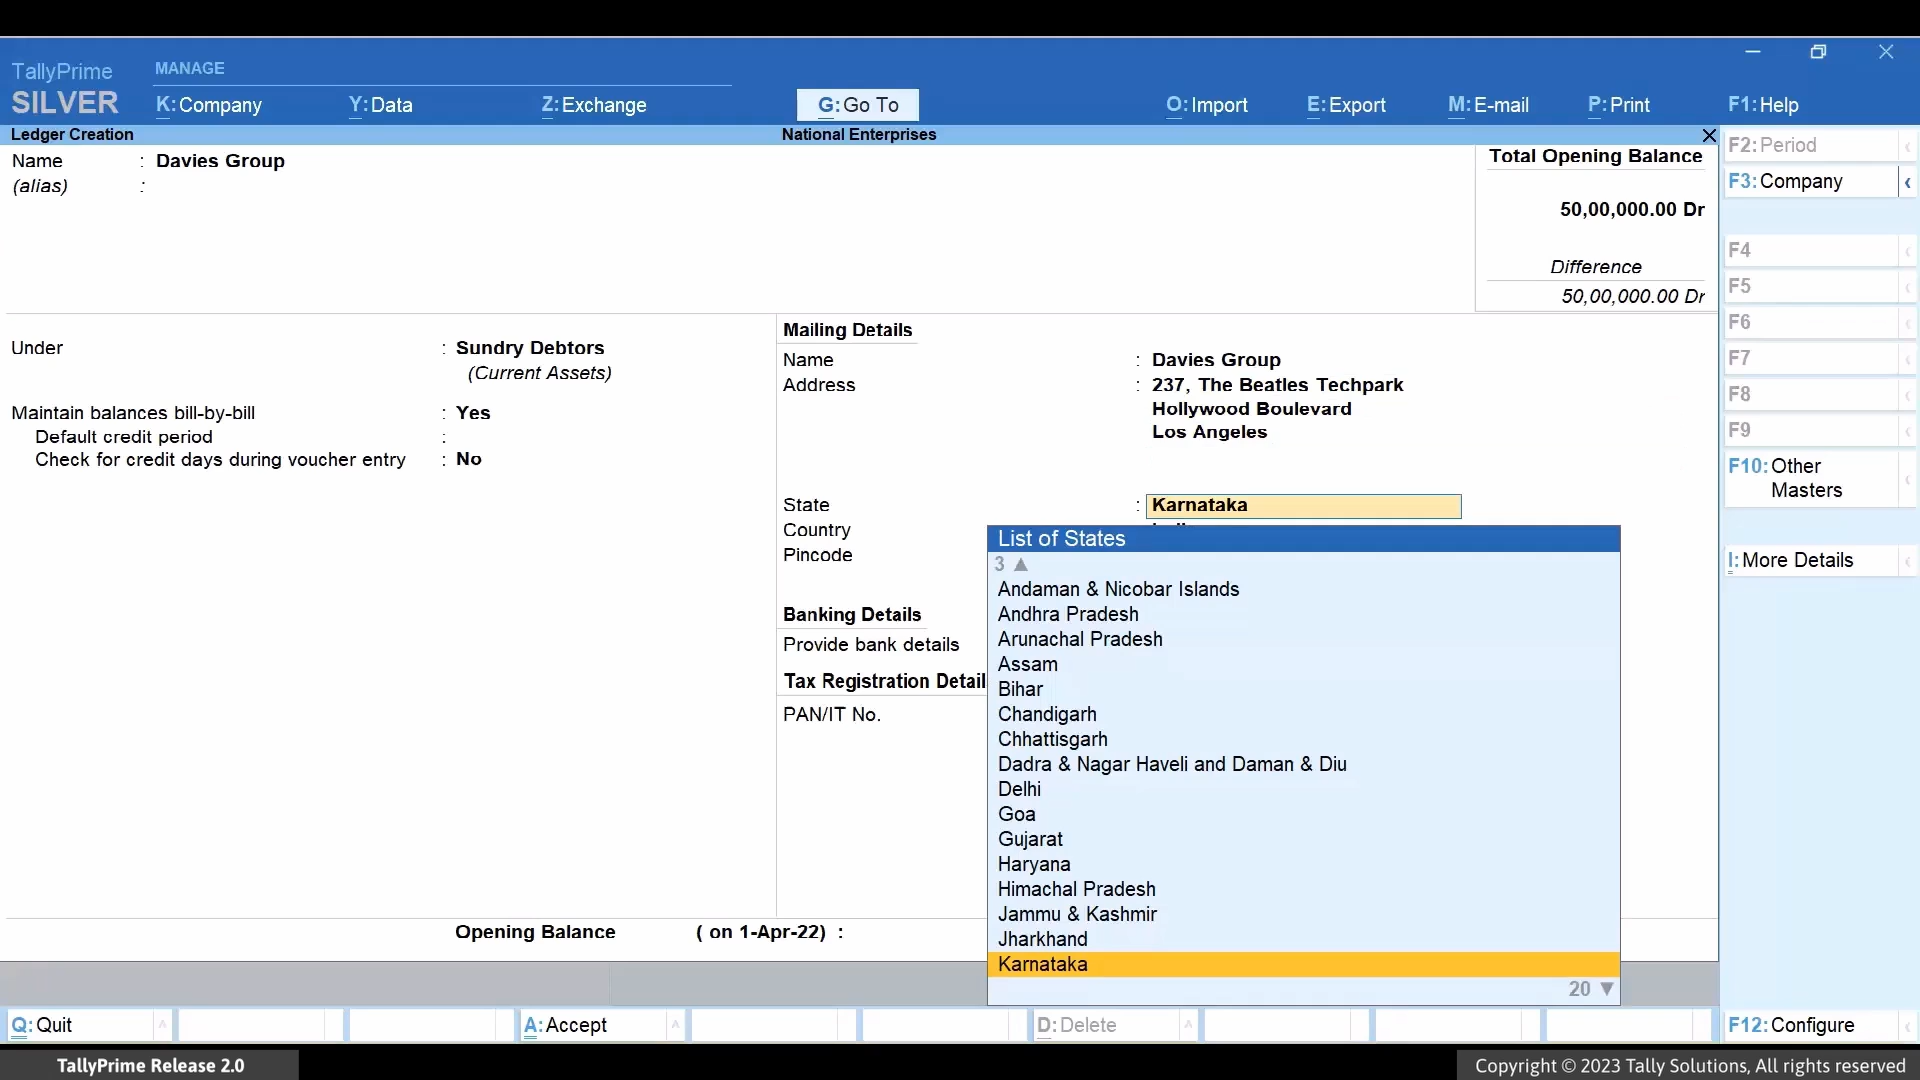 TallyPrime
SILVER
MANAGE
K: Company
Y: Data
Z: Exchange
G: Go To
O: Import
E: Export
M: E-mail
P: Print
F1: Help
Ledger Creation
National Enterprises
Name : Davies Group
(alias) :
Total Opening Balance
50,00,000.00 Dr
Difference
50,00,000.00 Dr
F2: Period
F3: Company
F4
F5
F6
F7
F8
F9
F10: Other
Masters
I: More Details
Under : Sundry Debtors
(Current Assets)
Maintain balances bill-by-bill : Yes
Default credit period :
Check for credit days during voucher entry : No
Mailing Details
Name : Davies Group
Address : 237, The Beatles Techpark
Hollywood Boulevard
Los Angeles
State : Karnataka
Country
Pincode
Banking Details
Provide bank details
Tax Registration Detail
PAN/IT No.
List of States
3 ▲
Andaman & Nicobar Islands
Andhra Pradesh
Arunachal Pradesh
Assam
Bihar
Chandigarh
Chhattisgarh
Dadra & Nagar Haveli and Daman & Diu
Delhi
Goa
Gujarat
Haryana
Himachal Pradesh
Jammu & Kashmir
Jharkhand
Karnataka
20 ▼
Opening Balance ( on 1-Apr-22) :
Q: Quit
A: Accept
D: Delete
F12: Configure
TallyPrime Release 2.0
Copyright © 2023 Tally Solutions, All rights reserved